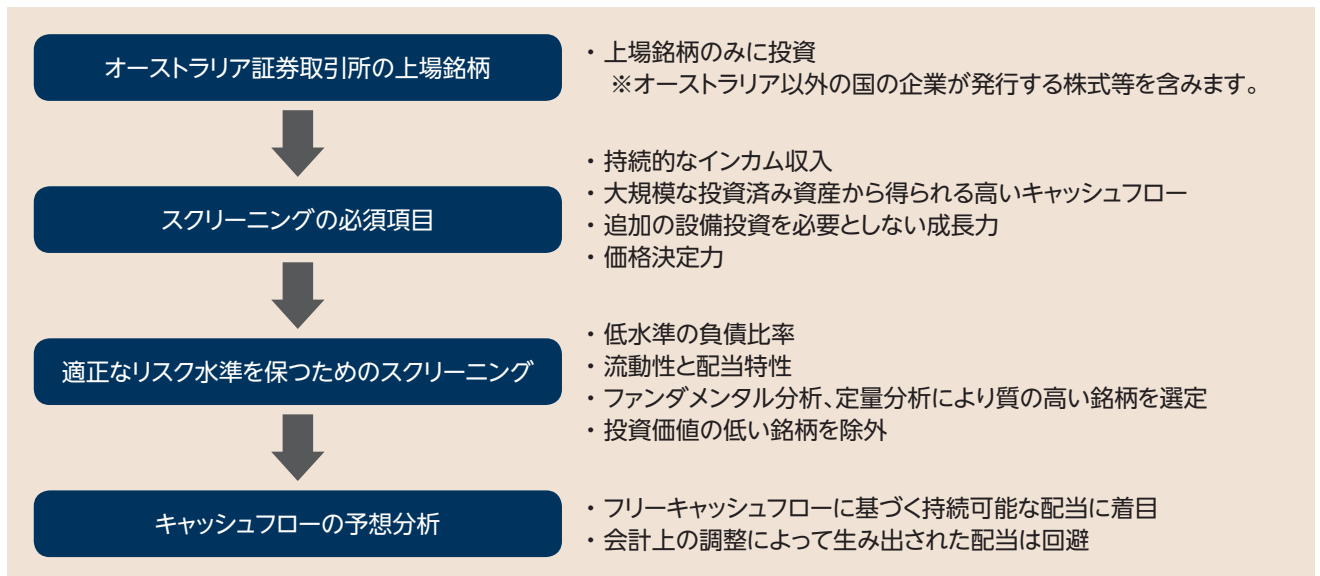 オーストラリア証券取引所の上場銘柄
・上場銘柄のみに投資
※オーストラリア以外の国の企業が発行する株式等を含みます。
スクリーニングの必須項目
・持続的なインカム収入
・大規模な投資済み資産から得られる高いキャッシュフロー
・追加の設備投資を必要としない成長力
・価格決定力
適正なリスク水準を保つためのスクリーニング
・低水準の負債比率
・流動性と配当特性
・ファンダメンタル分析、定量分析により質の高い銘柄を選定
・投資価値の低い銘柄を除外
キャッシュフローの予想分析
・フリーキャッシュフローに基づく持続可能な配当に着目
・会計上の調整によって生み出された配当は回避